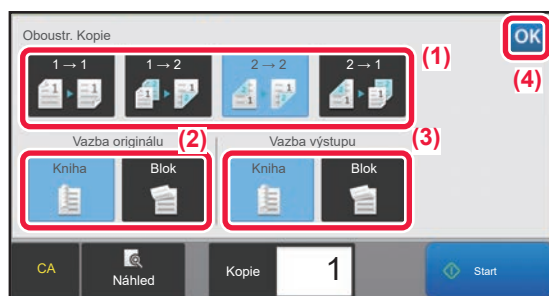 Oboustr. Kopie
OK
(1)
(4)
1 → 1
1 → 2
2 → 2
2 → 1
Vazba originálu
(2)
Vazba výstupu
(3)
Kniha
Blok
Kniha
Blok
CA
Náhled
Kopie
1
Start